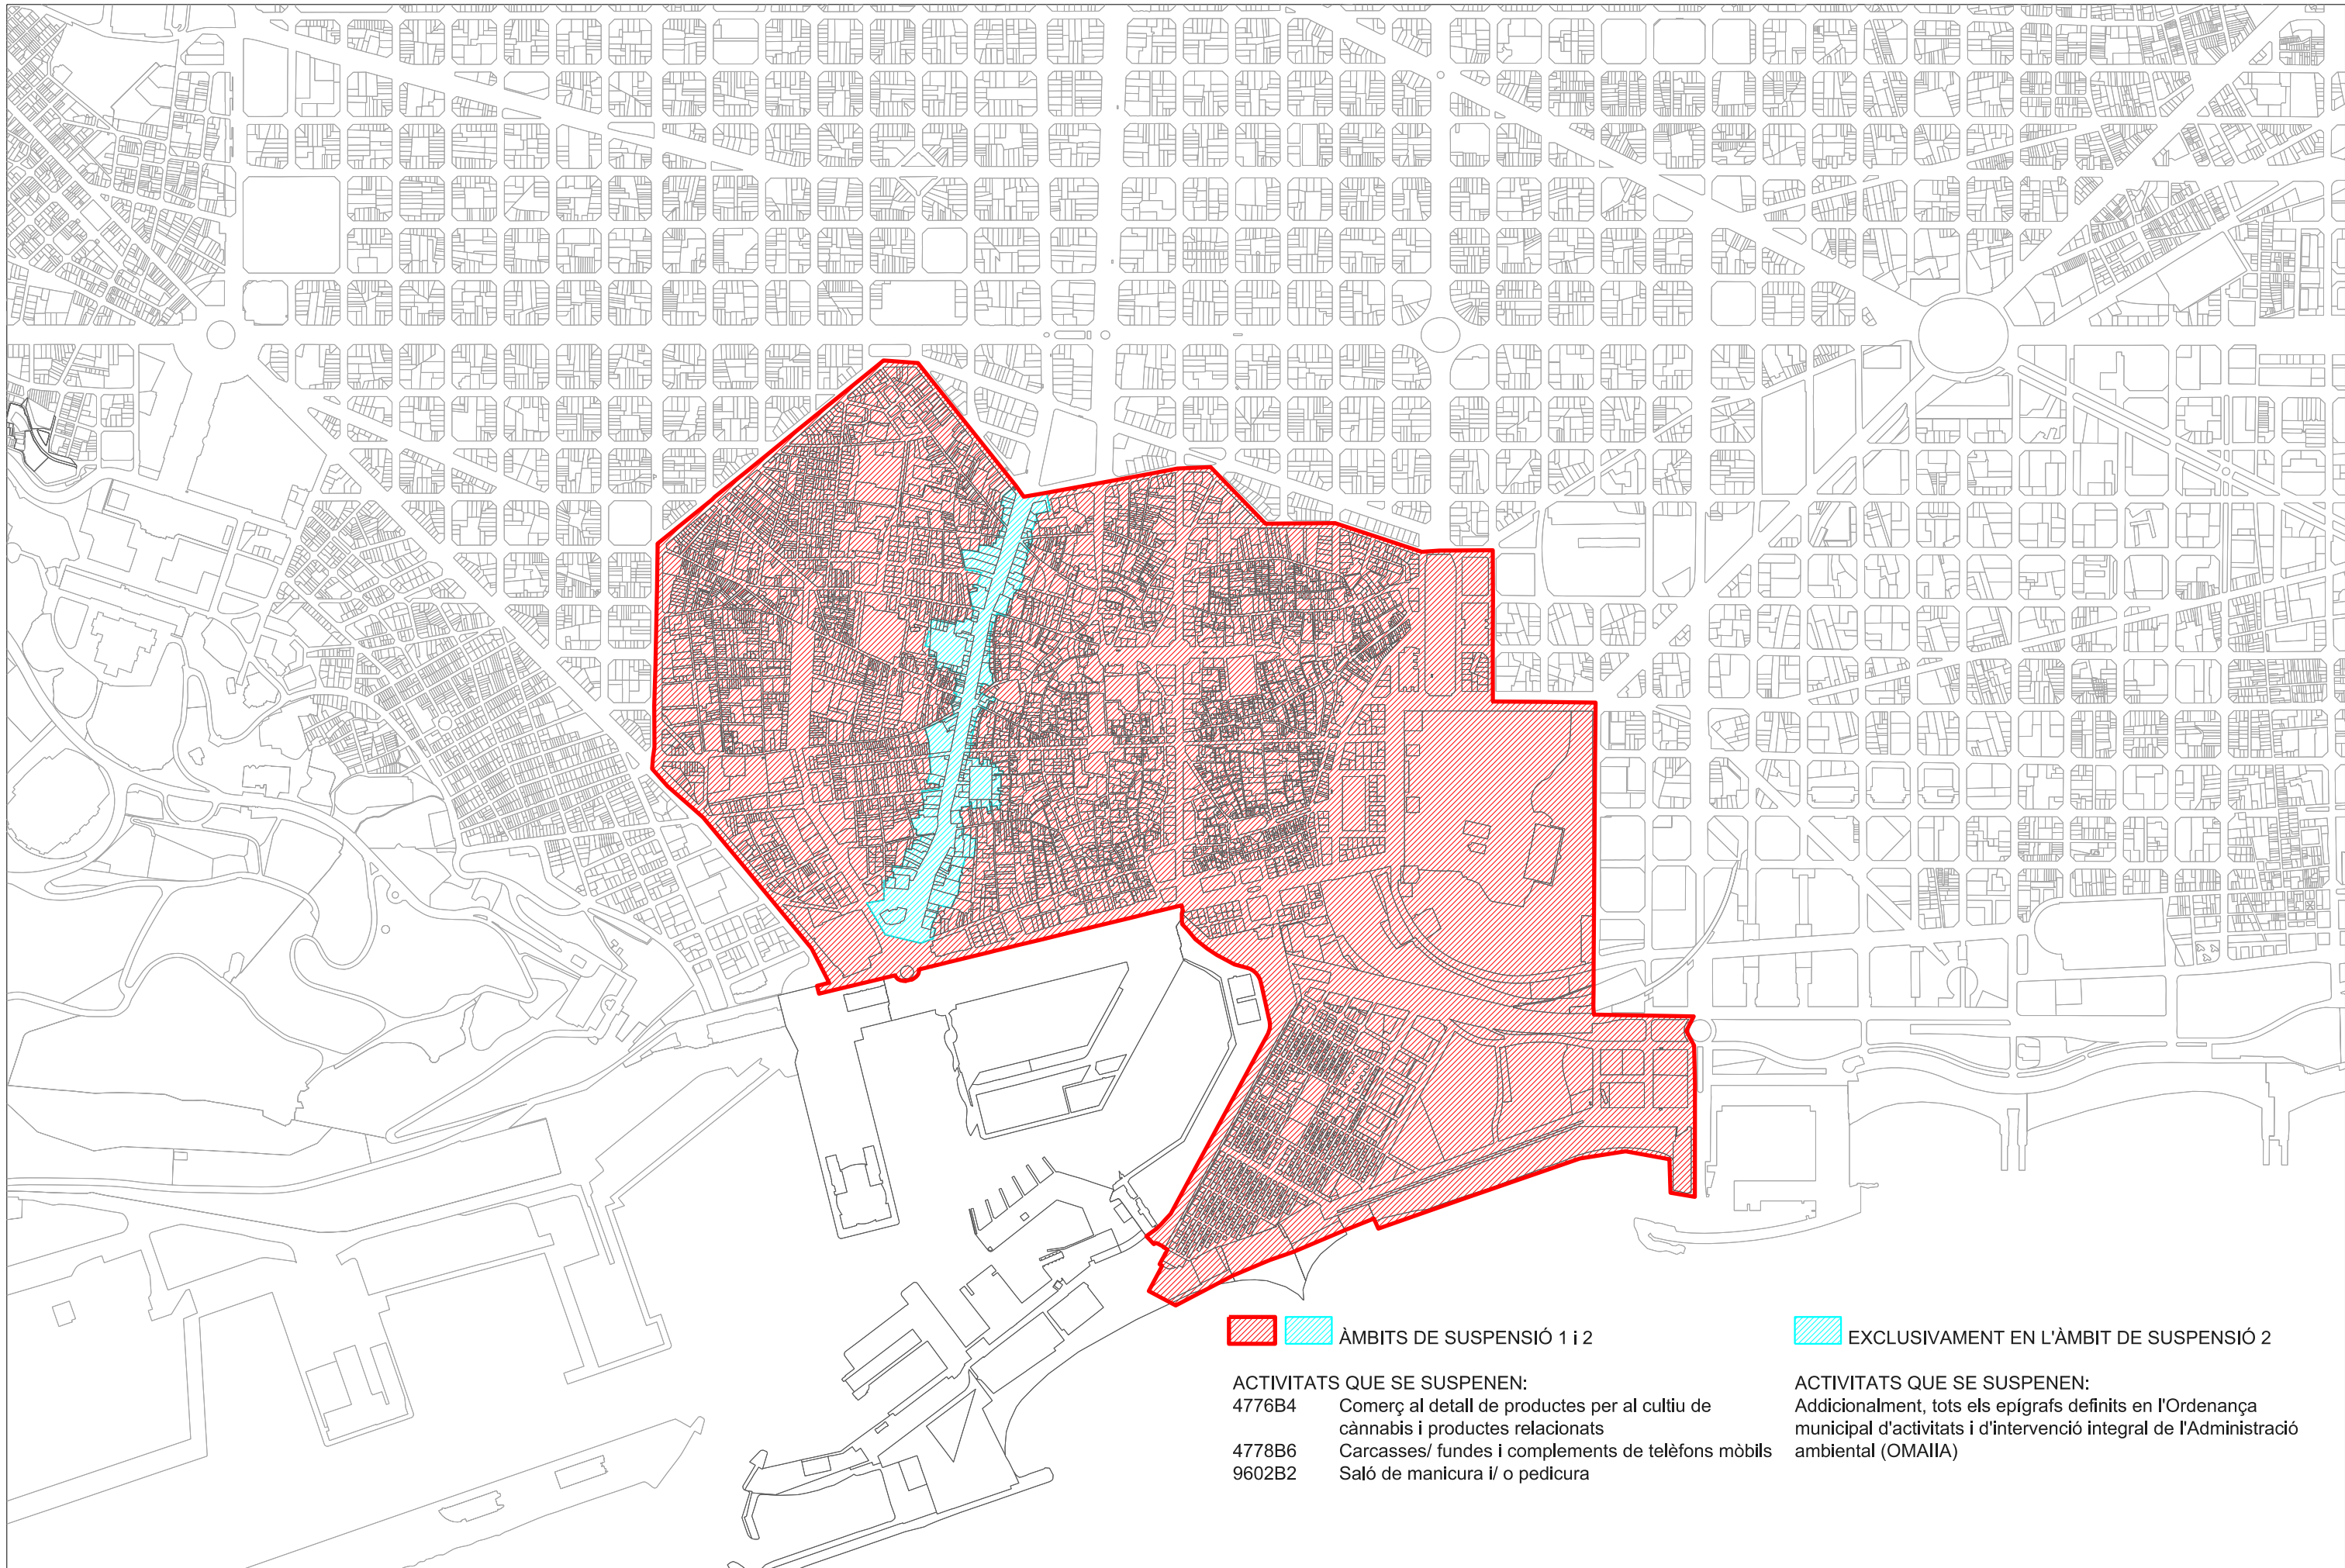 ÀMBITS DE SUSPENSIÓ 1 i 2
ACTIVITATS QUE SE SUSPENEN:
4776B4 Comerç al detall de productes per al cultiu de
cànnabis i productes relacionats
4778B6 Carcasses/ fundes i complements de telèfons mòbils
9602B2 Saló de manicura i/ o pedicura
EXCLUSIVAMENT EN L'ÀMBIT DE SUSPENSIÓ 2
ACTIVITATS QUE SE SUSPENEN:
Addicionalment, tots els epígrafs definits en l'Ordenança
municipal d'activitats i d'intervenció integral de l'Administració
ambiental (OMAIIA)